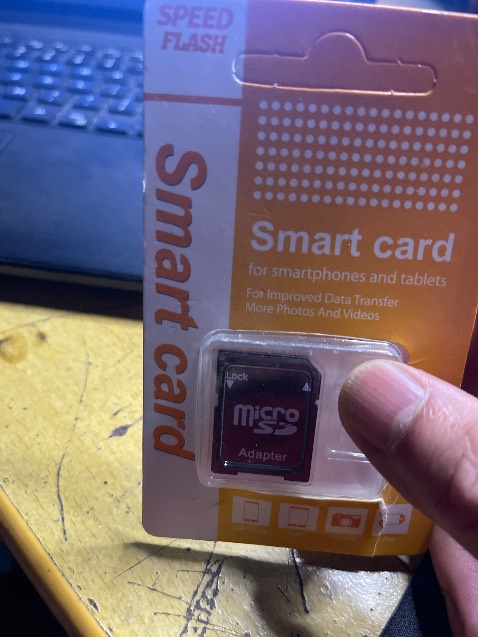 SPEED
FLASH
Smart card
Smart card
for smartphones and tablets
For Improved Data Transfer
More Photos And Videos
Lock
Micro
SD
Adapter